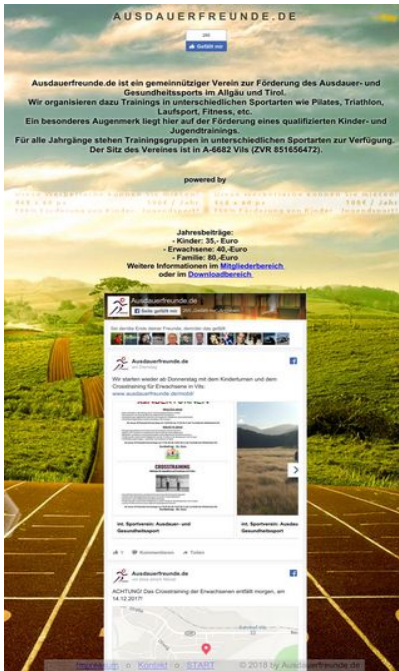 AUSDAUERFREUNDE.DE
Gefällt mir
Ausdauerfreunde.de ist ein gemeinnütziger Verein zur Förderung des Ausdauer- und
Gesundheitssports im Allgäu und Tirol.
Wir organisieren dazu Trainings in unterschiedlichen Sportarten wie Pilates, Triathlon,
Laufsport, Fitness, etc.
Ein besonderes Augenmerk liegt hier auf der Förderung eines qualifizierten Kinder- und
Jugendtrainings.
Für alle Jahrgänge stehen Trainingsgruppen in unterschiedlichen Sportarten zur Verfügung.
Der Sitz des Vereines ist in A-6682 Vils (ZVR 851656472).
powered by
Jahresbeiträge:
- Kinder: 35,- Euro
- Erwachsene: 40,-Euro
- Familie: 80,-Euro
Weitere Informationen im Mitgliederbereich
oder im Downloadbereich
Ausdauerfreunde.de
Seite gefällt mir
Ausdauerfreunde.de
Wir starten wieder ab Donnerstag mit dem Kinderturnen und dem
Crosstraining für Erwachsene in Vils.
www.ausdauerfreunde.de/mobil/
CROSSTRAINING
int. Sportverein: Ausdauer- und
Gesundheitssport
int. Sportverein: Ausdau
Gesundheitssport
Kommentieren
Teilen
Ausdauerfreunde.de
ACHTUNG! Das Crosstraining der Erwachsenen entfällt morgen, am
14.12.2017!
Impressum o Kontakt o START © 2018 by Ausdauerfreunde.de